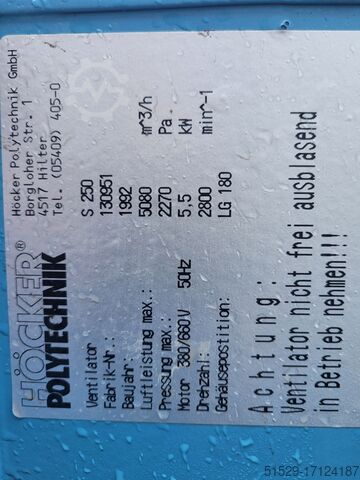 HÖCKER®
POLYTECHNIK
Höcker Polytechnik GmbH
Borgloher Str. 1
4517 Hilter
Tel. (05409) 405-0
Ventilator S 250
Fabrik-Nr.: 130951
Baujahr: 1992
Luftleistung max.: 5080 m^3/h
Pressung max.: 2270 Pa
Motor 380/660V 50Hz 5,5 kW
Drehzahl: 2800 min^-1
Gehäuseposition: LG 180
Achtung:
Ventilator nicht frei ausblasend
in Betrieb nehmen!!!
51529-17124187